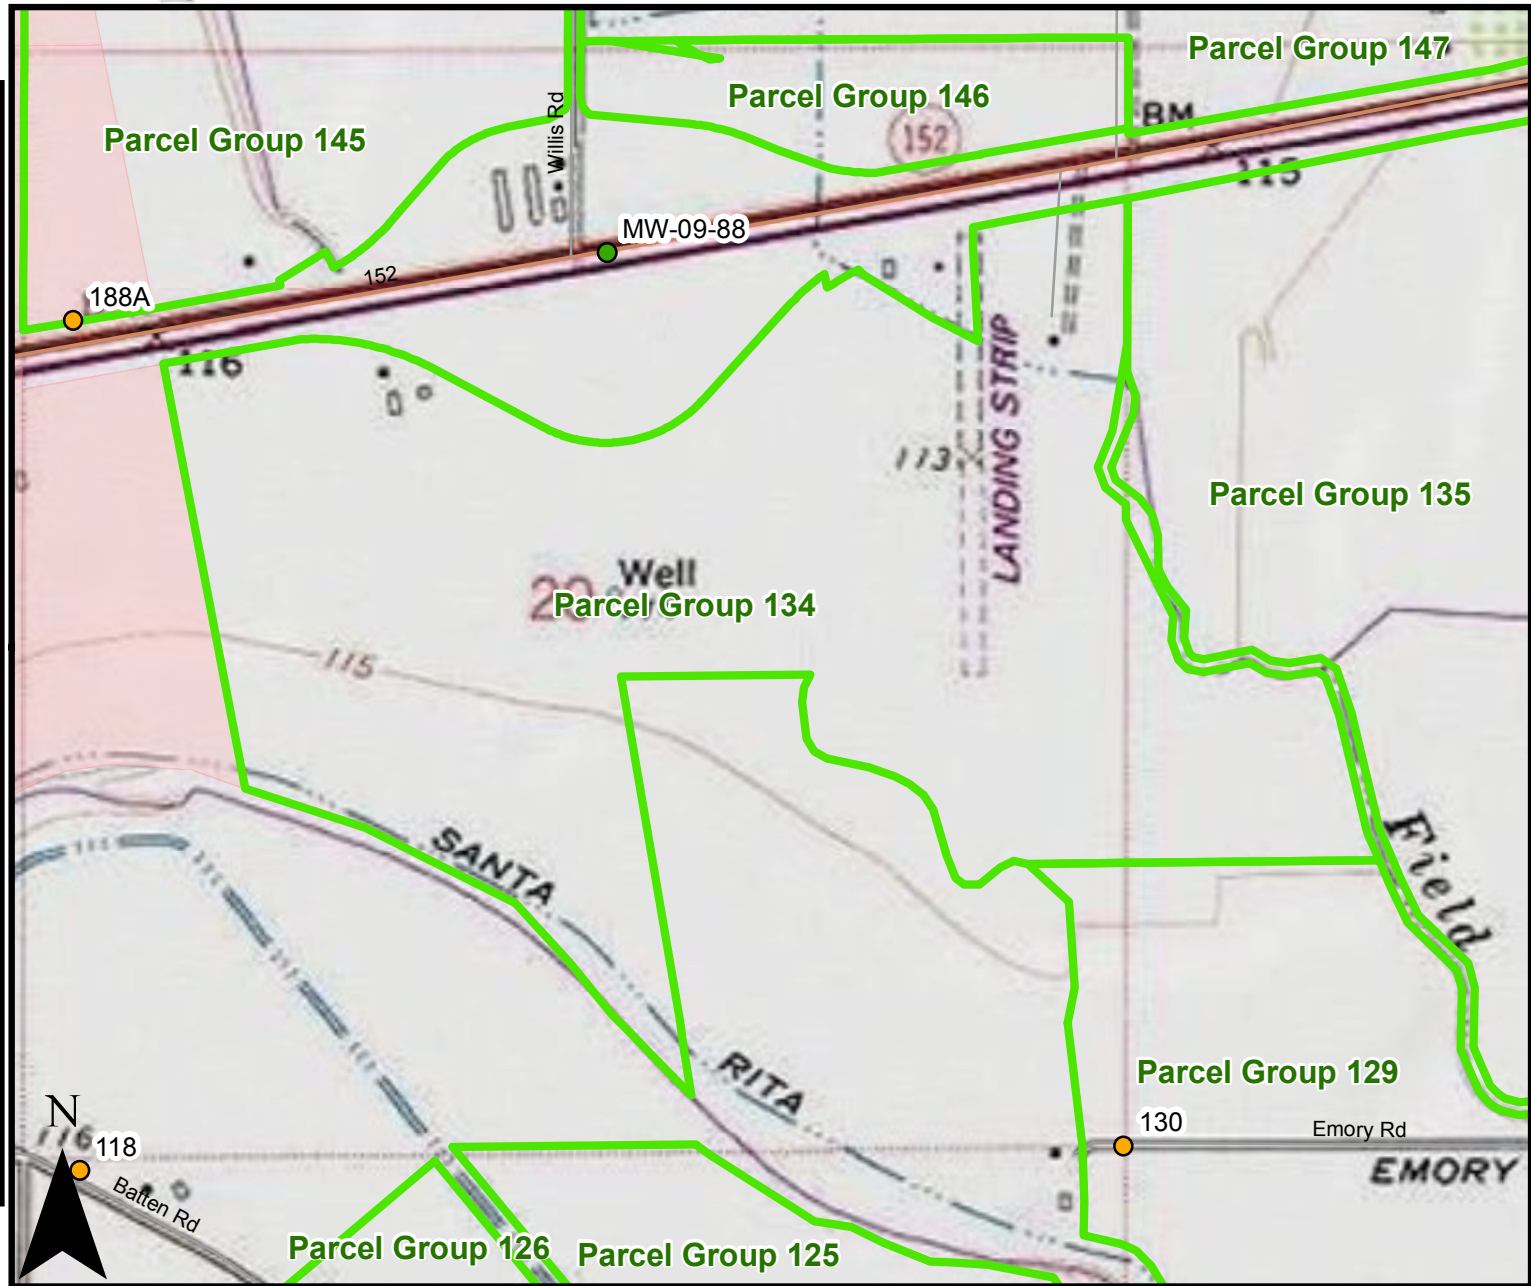 Parcel Group 147
Parcel Group 146
Parcel Group 145
Willis Rd
152
BM
115
MW-09-88
152
188A
116
LANDING STRIP
113
Parcel Group 135
Well
Parcel Group 134
115
Field
SANTA
RITA
Parcel Group 129
130
Emory Rd
EMORY
N
116
118
Batten Rd
Parcel Group 126
Parcel Group 125